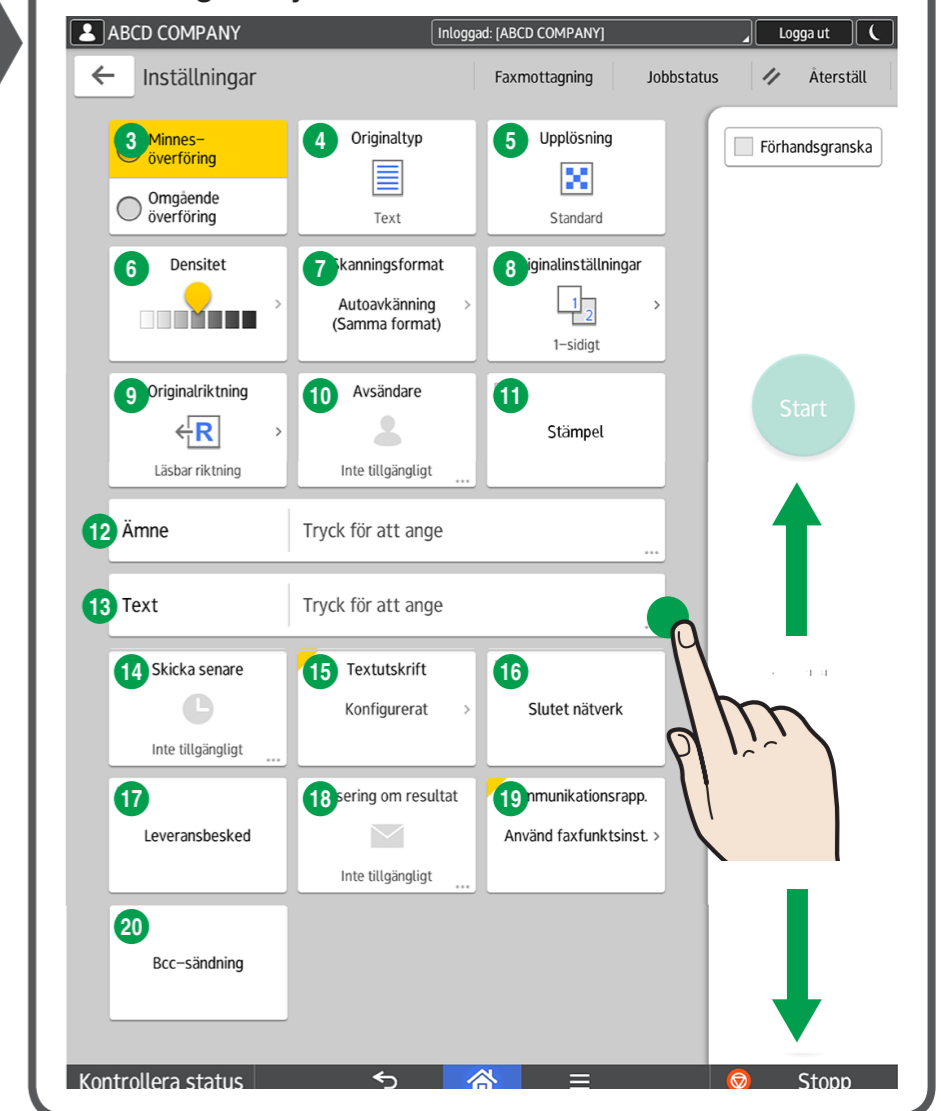 ABCD COMPANY
Inloggad: [ABCD COMPANY]
Logga ut
Inställningar
Faxmottagning
Jobbstatus
Återställ
3
Minnes-
överföring
Omgående
överföring
4
Originaltyp
Text
5
Upplösning
Standard
Förhandsgranska
6
Densitet
7
kanningsformat
Autoavkänning
(Samma format)
8
iginalinställningar
1
2
1-sidigt
9
Originalriktning
R
Läsbar riktning
10
Avsändare
Inte tillgängligt
...
11
Stämpel
Start
12
Ämne
Tryck för att ange
...
13
Text
Tryck för att ange
14
Skicka senare
Inte tillgängligt
...
15
Textutskrift
Konfigurerat
16
Slutet nätverk
17
Leveransbesked
18
sering om resultat
Inte tillgängligt
...
19
mmunikationsrapp.
Använd faxfunktsinst.
20
Bcc-sändning
Kontrollera status
Stopp